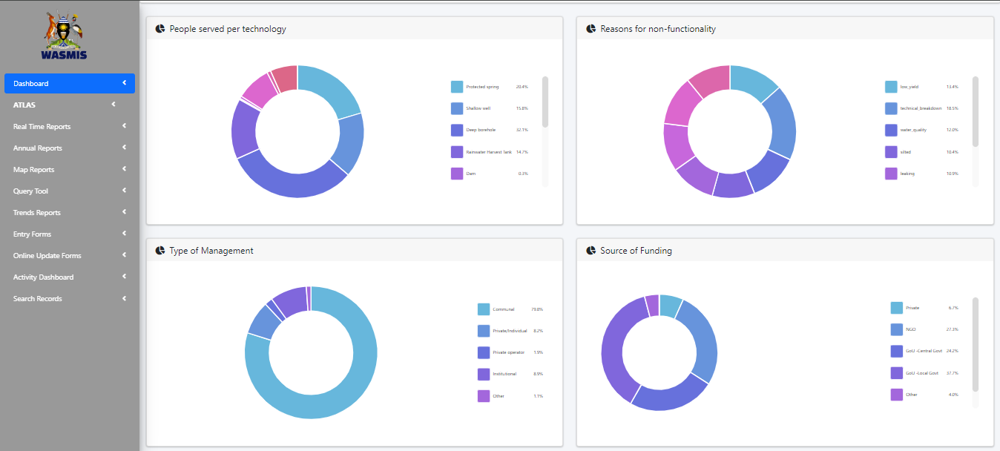 WASMIS
Dashboard
ATLAS
Real Time Reports
Annual Reports
Map Reports
Query Tool
Trends Reports
Entry Forms
Online Update Forms
Activity Dashboard
Search Records
People served per technology
Protected spring 20.4%
Shallow well 15.8%
Deep borehole 32.1%
Rainwater Harvest Tank 14.7%
Dam 0.3%
Reasons for non-functionality
low_yield 13.4%
technical_breakdown 18.5%
water_quality 12.0%
silted 10.4%
leaking 10.9%
Type of Management
Communal 79.8%
Private/Individual 8.2%
Private operator 1.9%
Institutional 8.9%
Other 1.1%
Source of Funding
Private 6.7%
NGO 27.3%
GoU -Central Govt 24.2%
GoU -Local Govt 37.7%
Other 4.0%